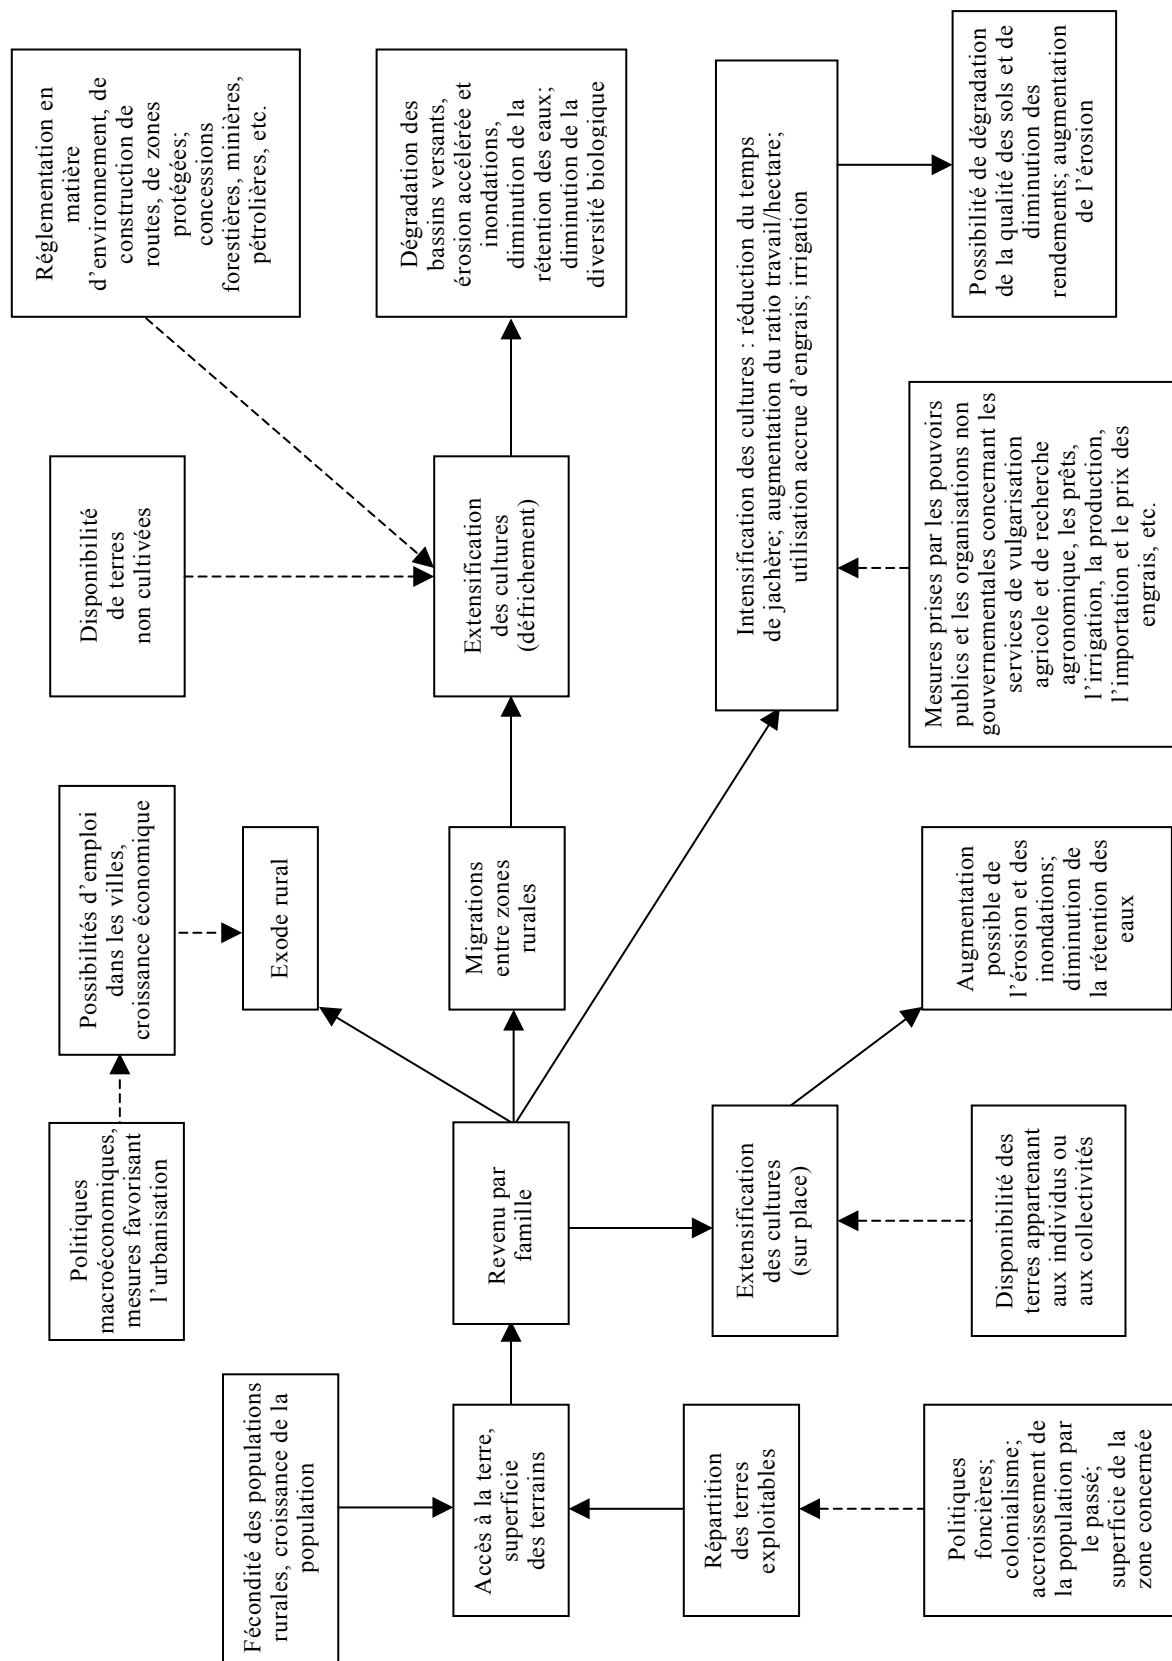 Fécondité des populations
rurales, croissance de la
population
Accès à la terre,
superficie
des terrains
Répartition
des terres
exploitables
Politiques
foncières;
colonialisme;
accroissement de
la population par
le passé;
superficie de la
zone concernée
Politiques
macroéconomiques,
mesures favorisant
l'urbanisation
Revenu par
famille
Extensification
des cultures
(sur place)
Disponibilité des
terres appartenant
aux individus ou
aux collectivités
Possibilités d'emploi
dans les villes,
croissance économique
Exode rural
Migrations
entre zones
rurales
Augmentation
possible de
l'érosion et des
inondations;
diminution de
la rétention des
eaux
Disponibilité
de terres
non cultivées
Extensification
des cultures
(défrichement)
Intensification des cultures : réduction du temps
de jachère; augmentation du ratio travail/hectare;
utilisation accrue d'engrais; irrigation
Mesures prises par les pouvoirs
publics et les organisations non
gouvernementales concernant les
services de vulgarisation
agricole et de recherche
agronomique, les prêts,
l'irrigation, la production,
l'importation et le prix des
engrais, etc.
Réglementation en
matière
d'environnement, de
construction de
routes, de zones
protégées;
concessions
forestières, minières,
pétrolières, etc.
Dégradation des
bassins versants,
érosion accélérée et
inondations,
diminution de la
rétention des eaux;
diminution de la
diversité biologique
Possibilité de dégradation
de la qualité des sols et de
diminution des
rendements; augmentation
de l'érosion